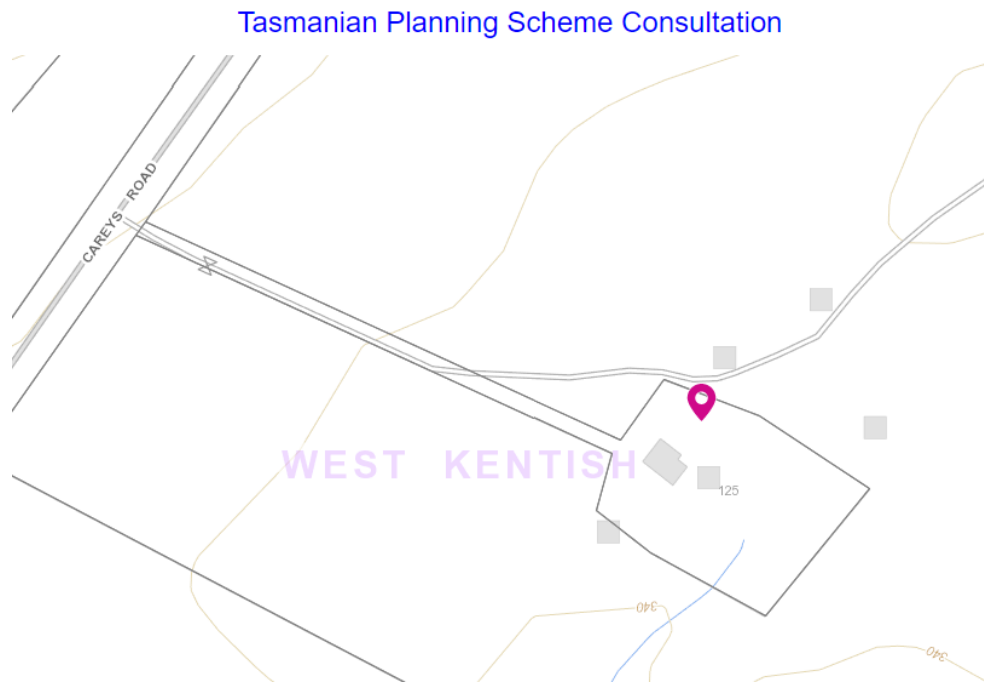 Tasmanian Planning Scheme Consultation
CAREYS ROAD
WEST KENTISH
125
340
340